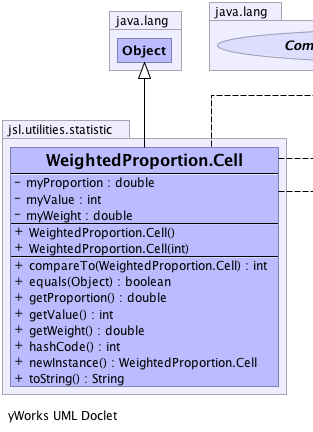 java.lang
java.lang
Object
Com
jsl.utilities.statistic
WeightedProportion.Cell
− myProportion : double
− myValue : int
− myWeight : double
+ WeightedProportion.Cell()
+ WeightedProportion.Cell(int)
+ compareTo(WeightedProportion.Cell) : int
+ equals(Object) : boolean
+ getProportion() : double
+ getValue() : int
+ getWeight() : double
+ hashCode() : int
+ newInstance() : WeightedProportion.Cell
+ toString() : String
yWorks UML Doclet